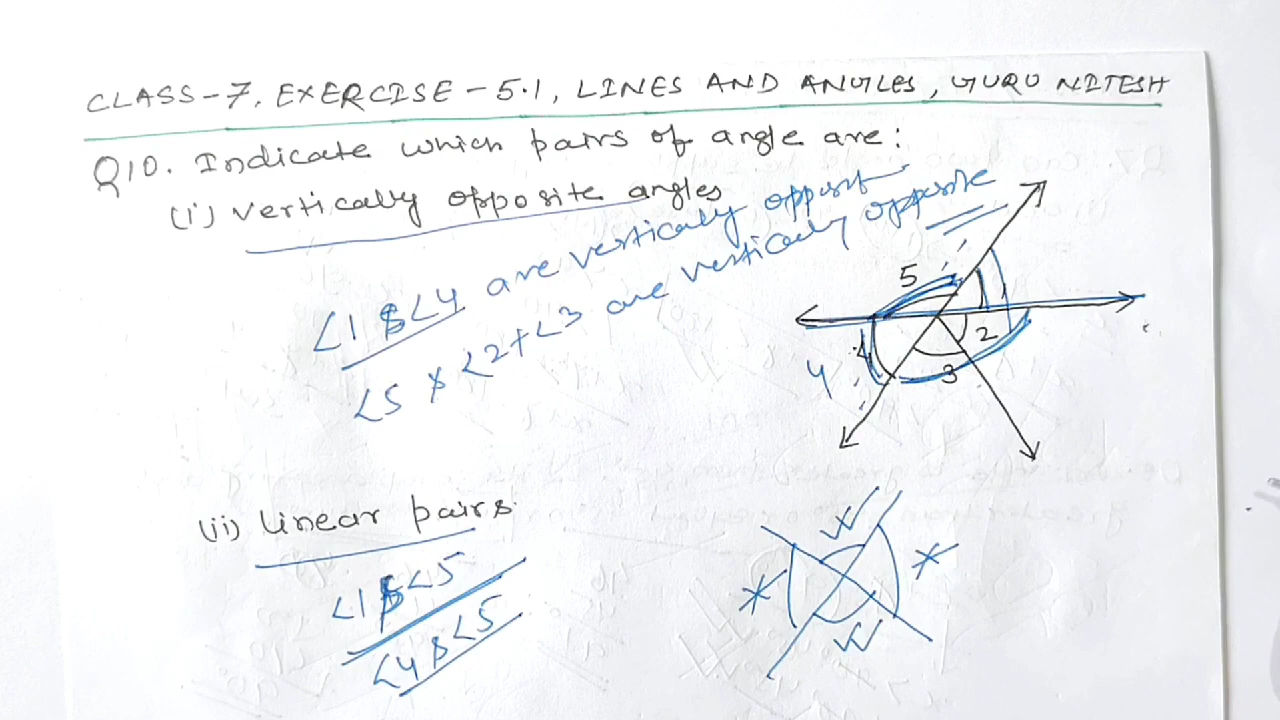 CLASS-7, EXERCISE-5.1, LINES AND ANGLES, GURU NITESH
Q10. Indicate which pairs of angle are:
(i) vertically opposite angles
<1 & <4 are vertically opposit
<5 & <2+<3 are vertically opposite
5
2
3
4
(ii) linear pairs
<1 & <5
<4 & <5